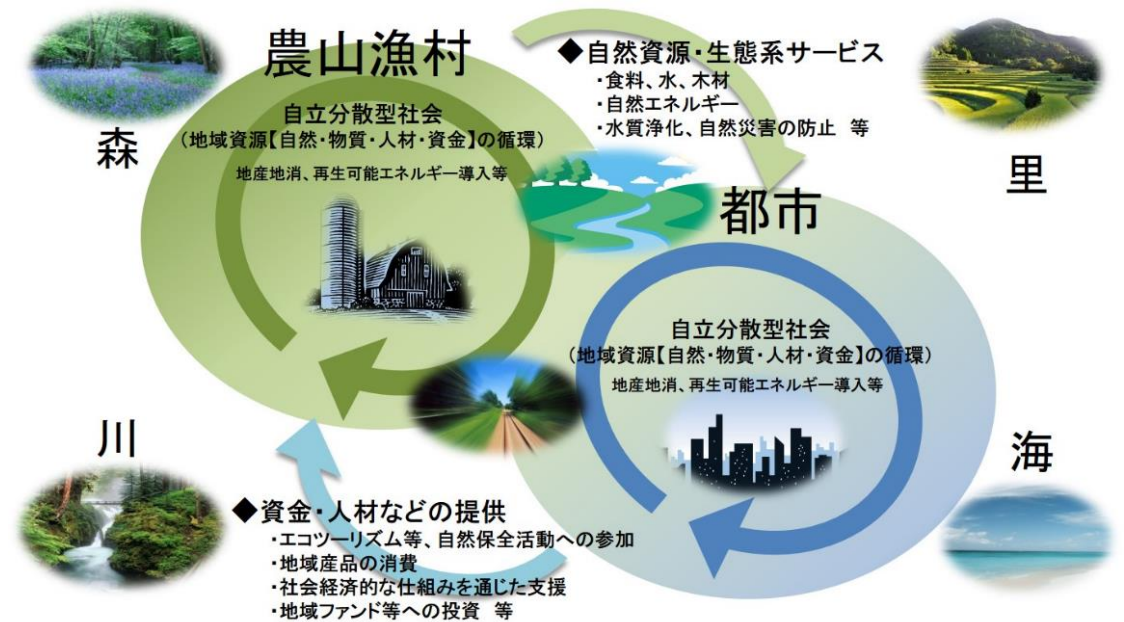 農山漁村
自立分散型社会
(地域資源【自然・物質・人材・資金】の循環)
地産地消、再生可能エネルギー導入等
◆自然資源・生態系サービス
・食料、水、木材
・自然エネルギー
・水質浄化、自然災害の防止 等
森
里
都市
自立分散型社会
(地域資源【自然・物質・人材・資金】の循環)
地産地消、再生可能エネルギー導入等
川
海
◆資金・人材などの提供
・エコツーリズム等、自然保全活動への参加
・地域産品の消費
・社会経済的な仕組みを通じた支援
・地域ファンド等への投資 等